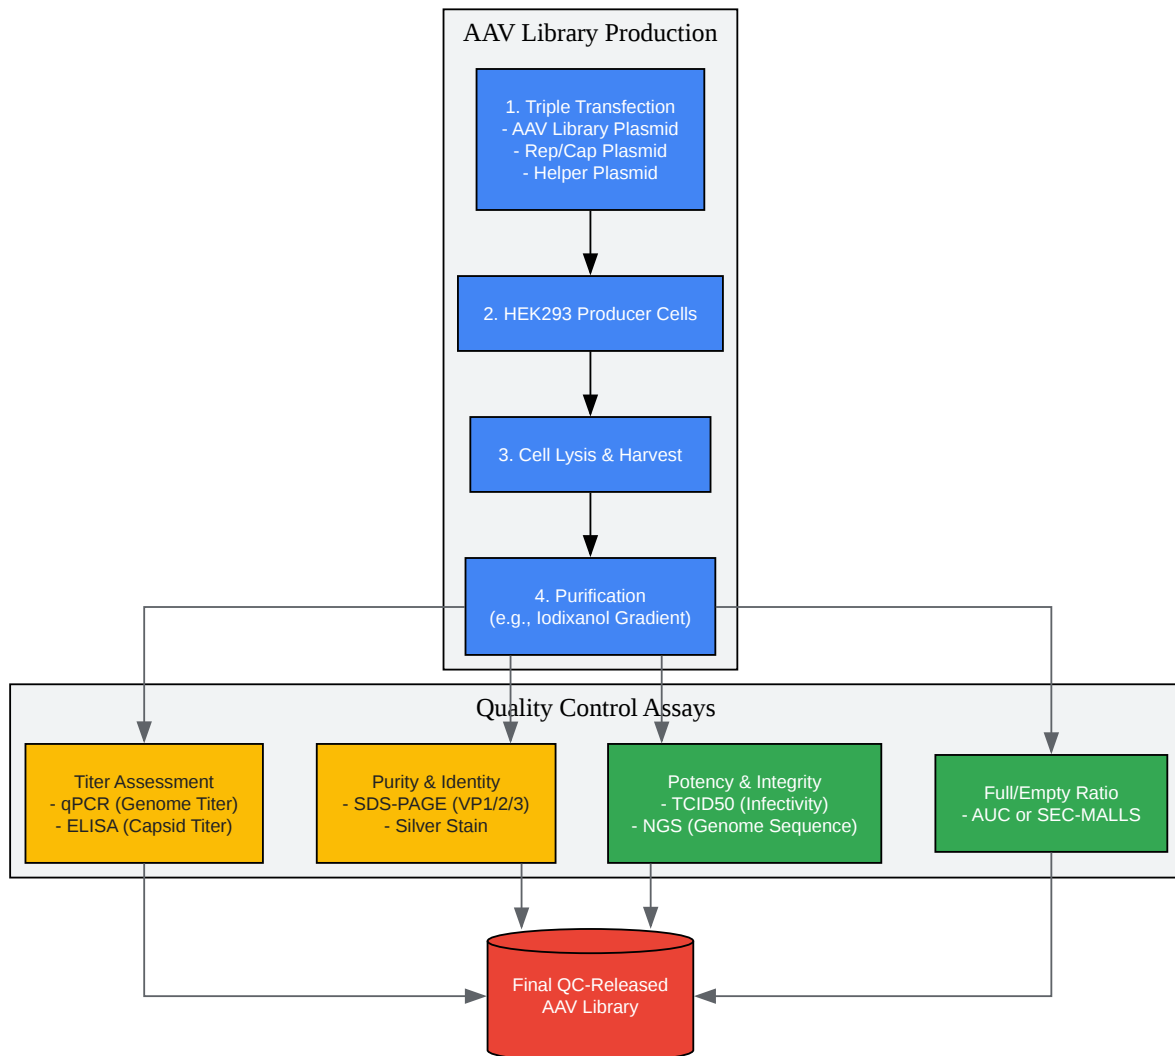 AAV Library Production
1. Triple Transfection
- AAV Library Plasmid
- Rep/Cap Plasmid
- Helper Plasmid
2. HEK293 Producer Cells
3. Cell Lysis & Harvest
4. Purification
(e.g., Iodixanol Gradient)
Quality Control Assays
Titer Assessment
- qPCR (Genome Titer)
- ELISA (Capsid Titer)
Purity & Identity
- SDS-PAGE (VP1/2/3)
- Silver Stain
Potency & Integrity
- TCID50 (Infectivity)
- NGS (Genome Sequence)
Full/Empty Ratio
- AUC or SEC-MALLS
Final QC-Released
AAV Library